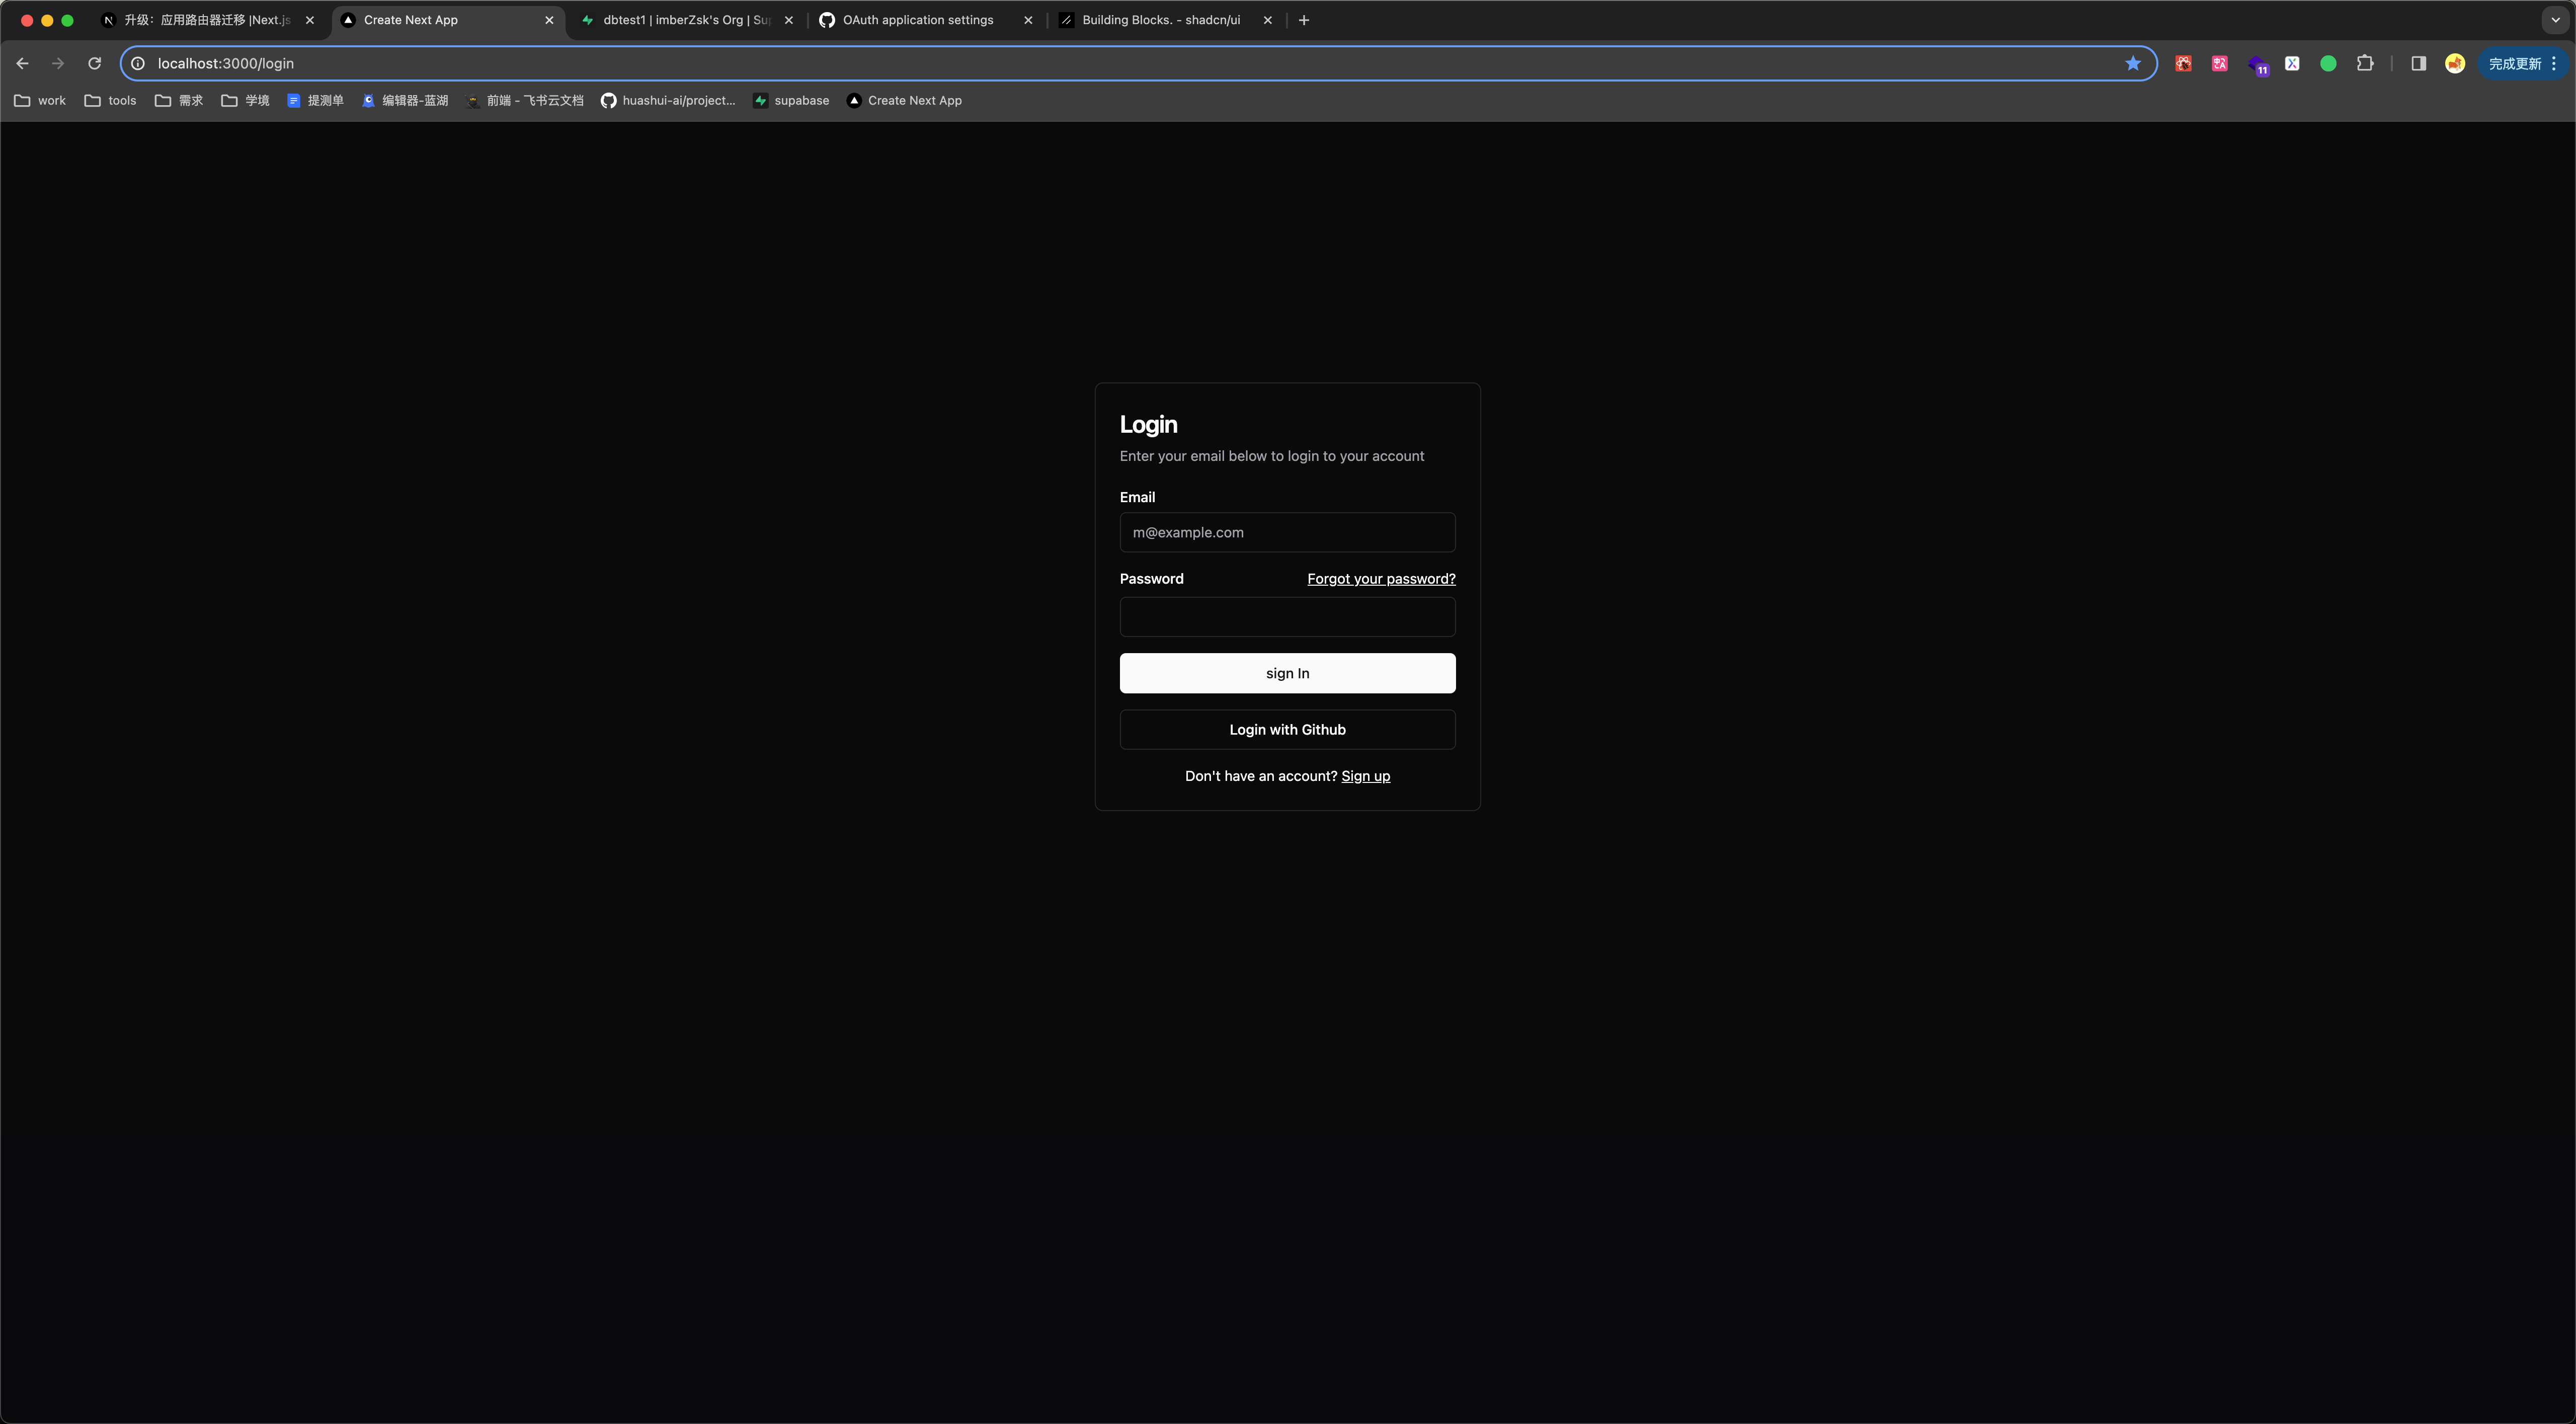 升级：应用路由器迁移 |Next.js
Create Next App
dbtest1 | imberZsk's Org | Sup
OAuth application settings
Building Blocks. - shadcn/ui
localhost:3000/login
11
完成更新
work
tools
需求
学境
提测单
编辑器-蓝湖
前端 - 飞书云文档
huashui-ai/project...
supabase
Create Next App
Login
Enter your email below to login to your account
Email
m@example.com
Password
Forgot your password?
sign In
Login with Github
Don't have an account? Sign up